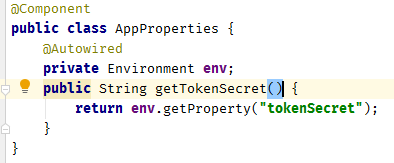 @Component
public class AppProperties {
@Autowired
private Environment env;
public String getTokenSecret() {
return env.getProperty("tokenSecret");
}
}